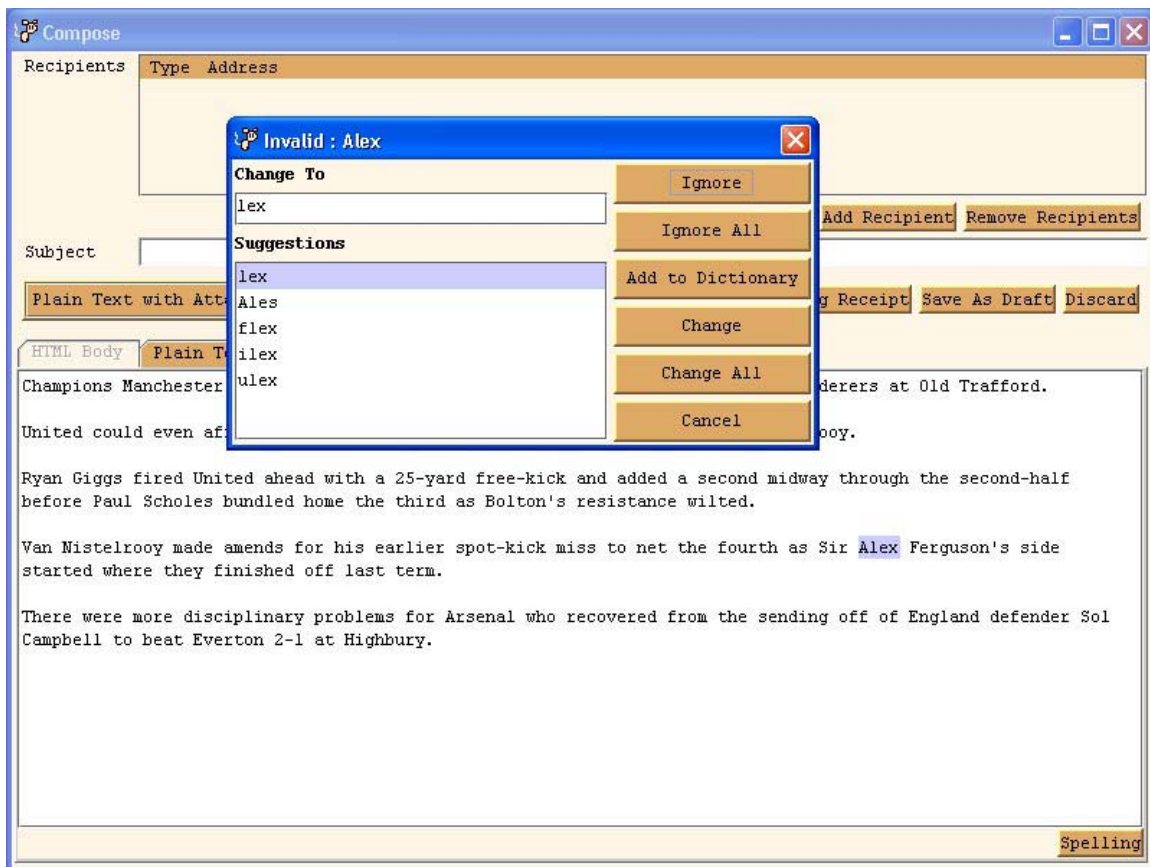 Compose
Recipients
Type Address
Invalid : Alex
Change To
lex
Suggestions
lex
Ales
flex
ilex
ulex
Ignore
Ignore All
Add to Dictionary
Change
Change All
Cancel
Add Recipient Remove Recipients
Subject
Plain Text with
Receipt Save As Draft Discard
HTML Body Plain
Champions Manchester at Old Trafford.
United could even
Ryan Giggs fired United ahead with a 25-yard free-kick and added a second midway through the second-half
before Paul Scholes bundled home the third as Bolton's resistance wilted.
Van Nistelrooy made amends for his earlier spot-kick miss to net the fourth as Sir Alex Ferguson's side
started where they finished off last term.
There were more disciplinary problems for Arsenal who recovered from the sending off of England defender Sol
Campbell to beat Everton 2-1 at Highbury.
Spelling